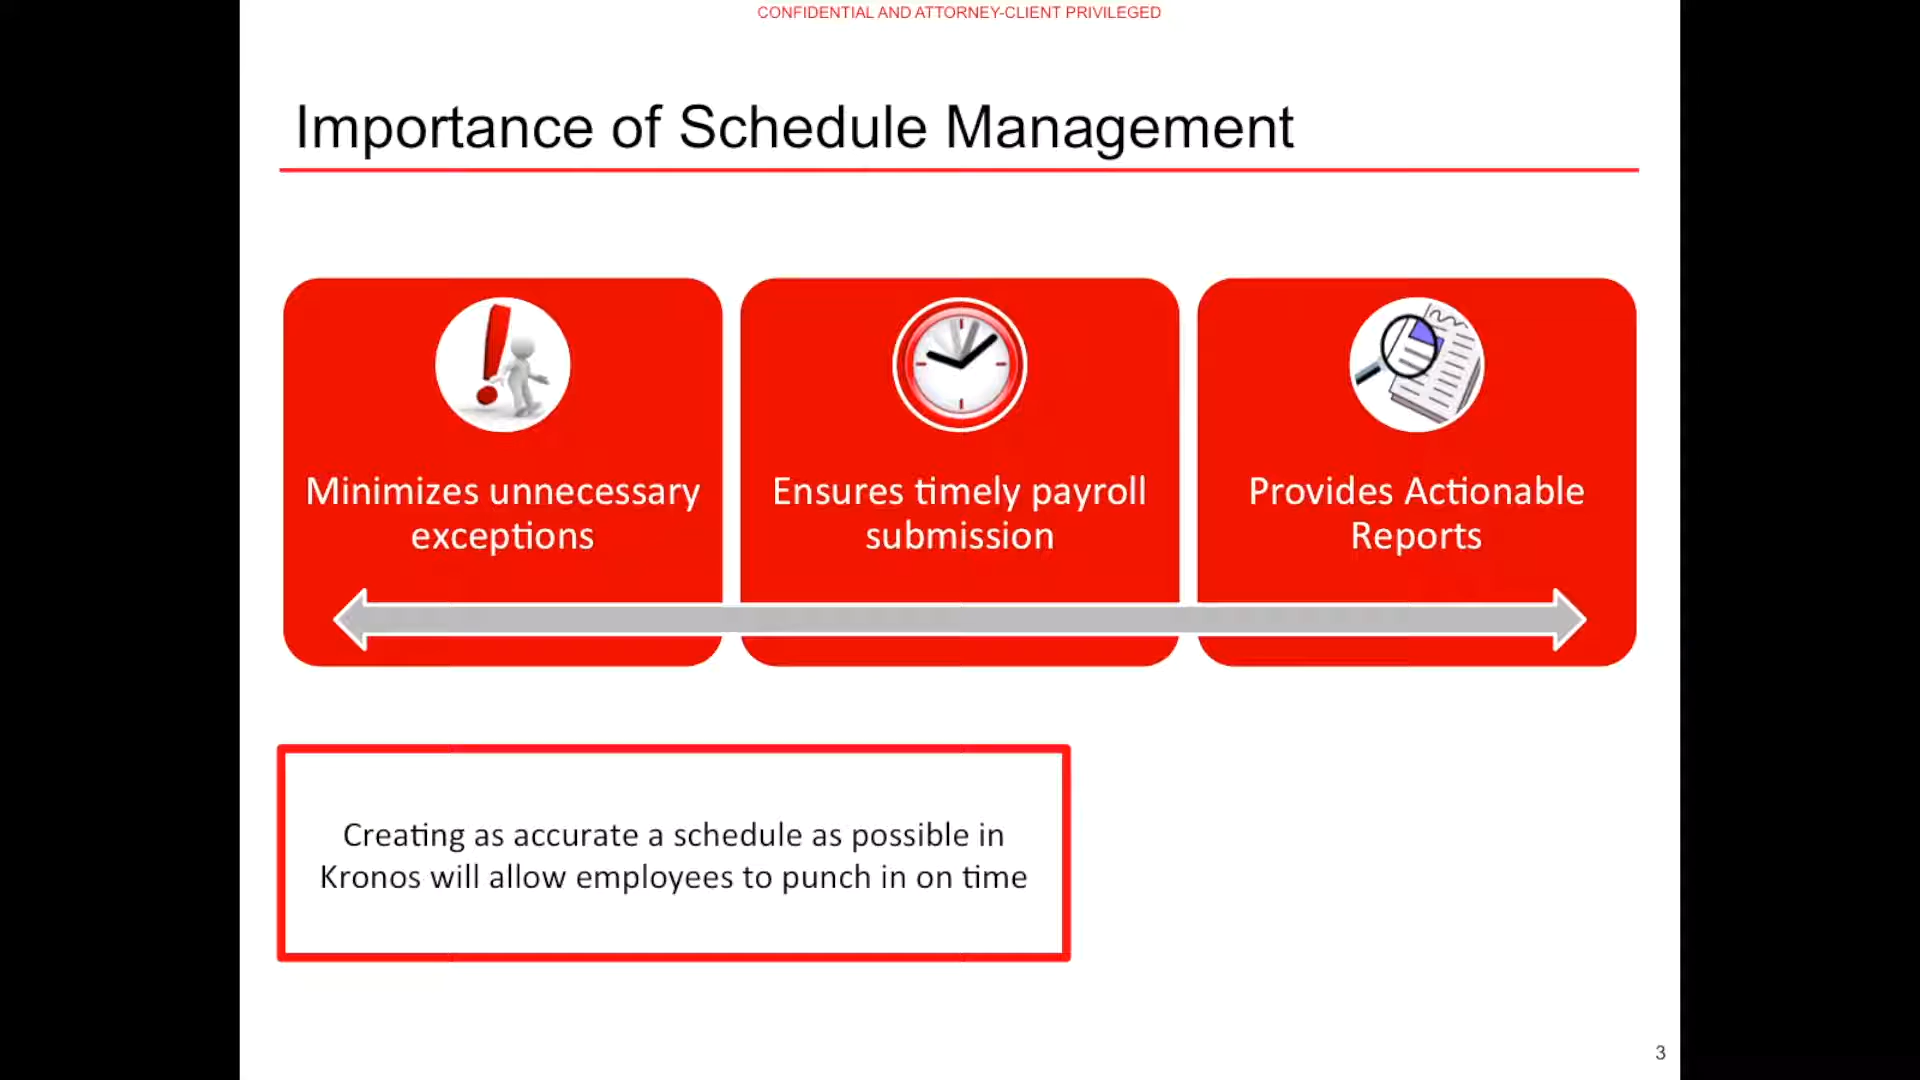 CONFIDENTIAL AND ATTORNEY-CLIENT PRIVILEGED
Importance of Schedule Management
Minimizes unnecessary
exceptions
Ensures timely payroll
submission
Provides Actionable
Reports
Creating as accurate a schedule as possible in
Kronos will allow employees to punch in on time
3